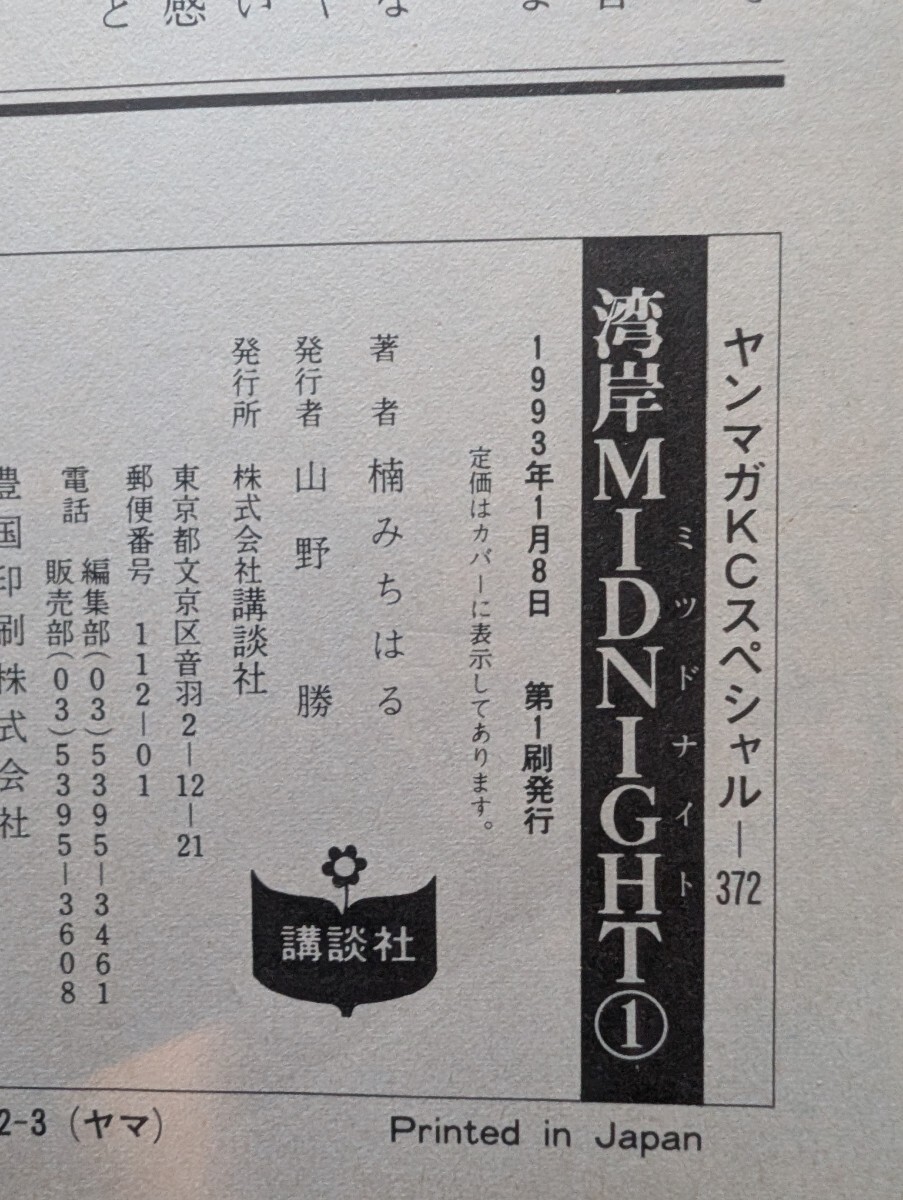 ヤンマガKCスペシャル―372
湾岸MIDNIGHT①
ミツドナイト
1993年1月8日 第1刷発行
定価はカバーに表示してあります。
著者 楠みちはる
発行者 山野勝
発行所 株式会社講談社
東京都文京区音羽2―12―21
郵便番号 112―01
電話 編集部(03)5395―3461
販売部(03)5395―3608
豊国印刷株式会社
講談社
2-3 (ヤマ)
Printed in Japan